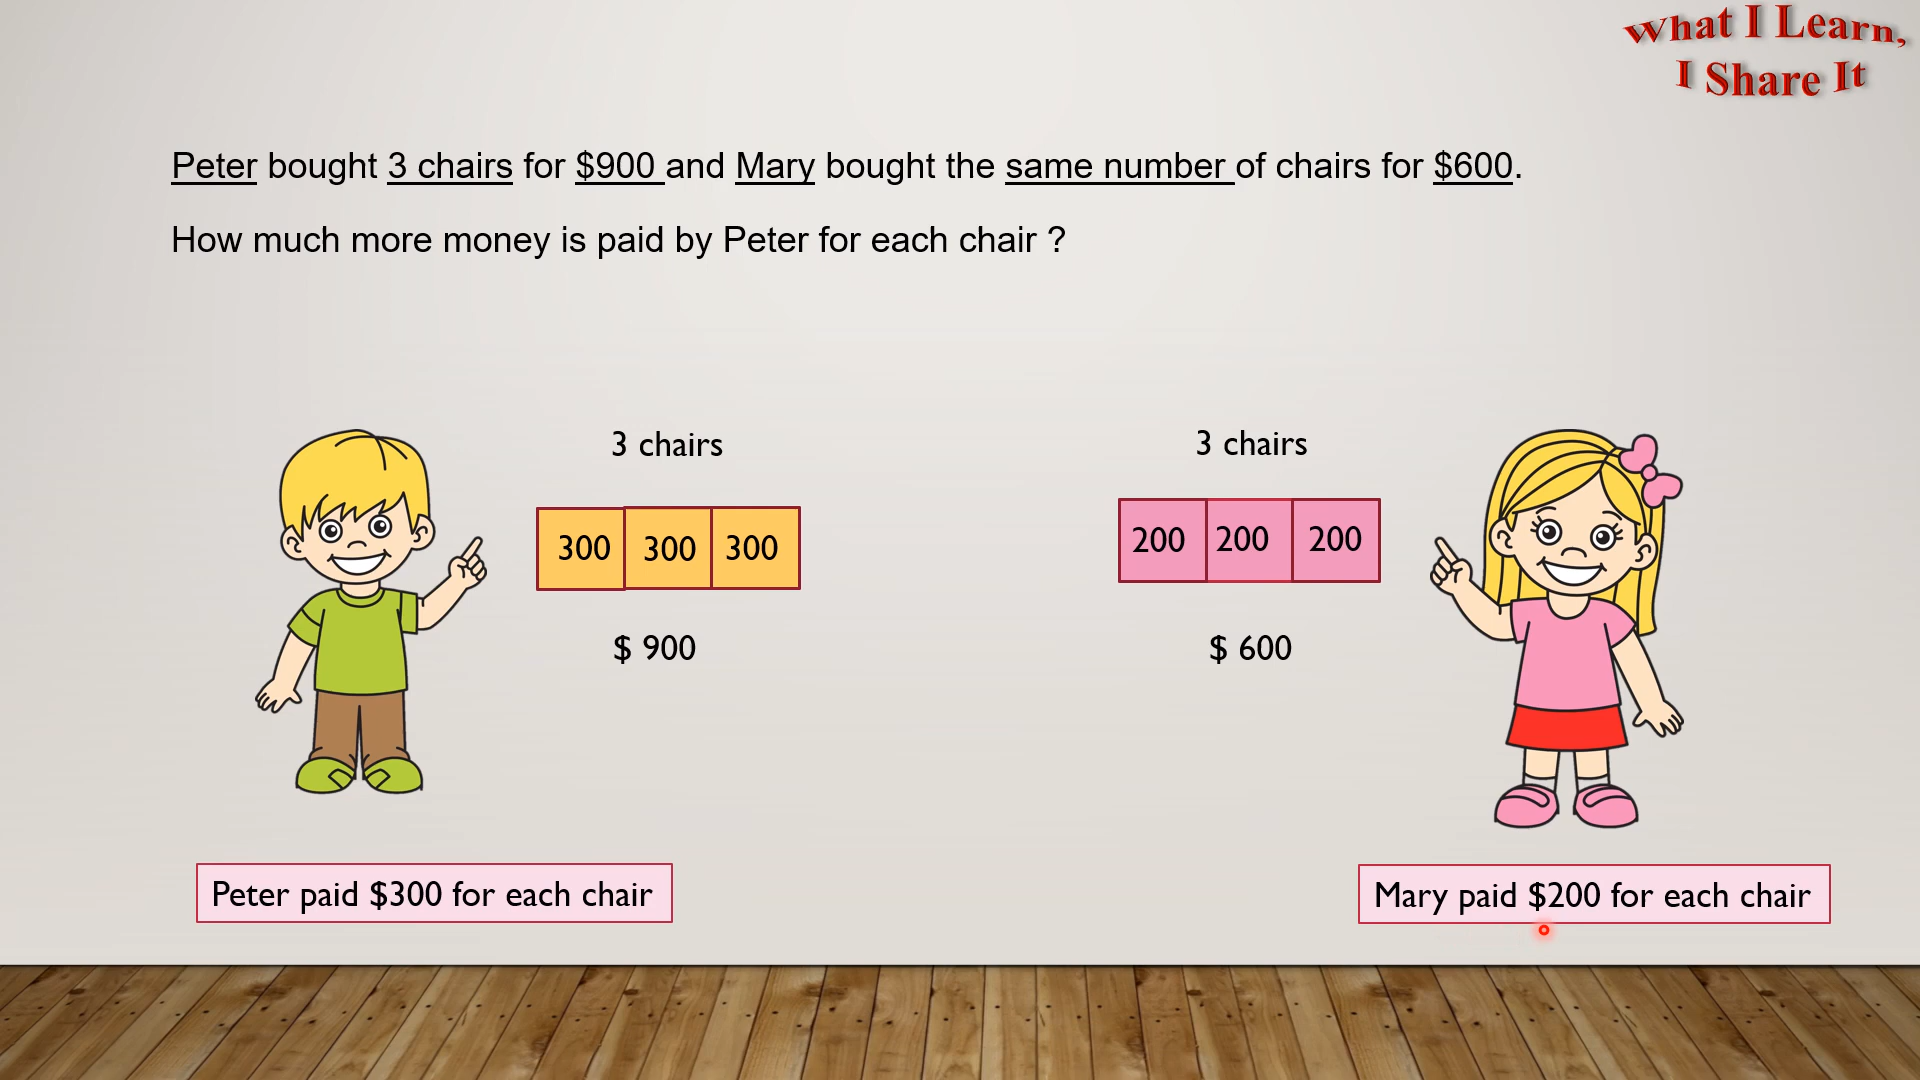 What I Learn,
I Share It
Peter bought 3 chairs for $900 and Mary bought the same number of chairs for $600.
How much more money is paid by Peter for each chair ?
3 chairs
300 300 300
$ 900
3 chairs
200 200 200
$ 600
Peter paid $300 for each chair
Mary paid $200 for each chair